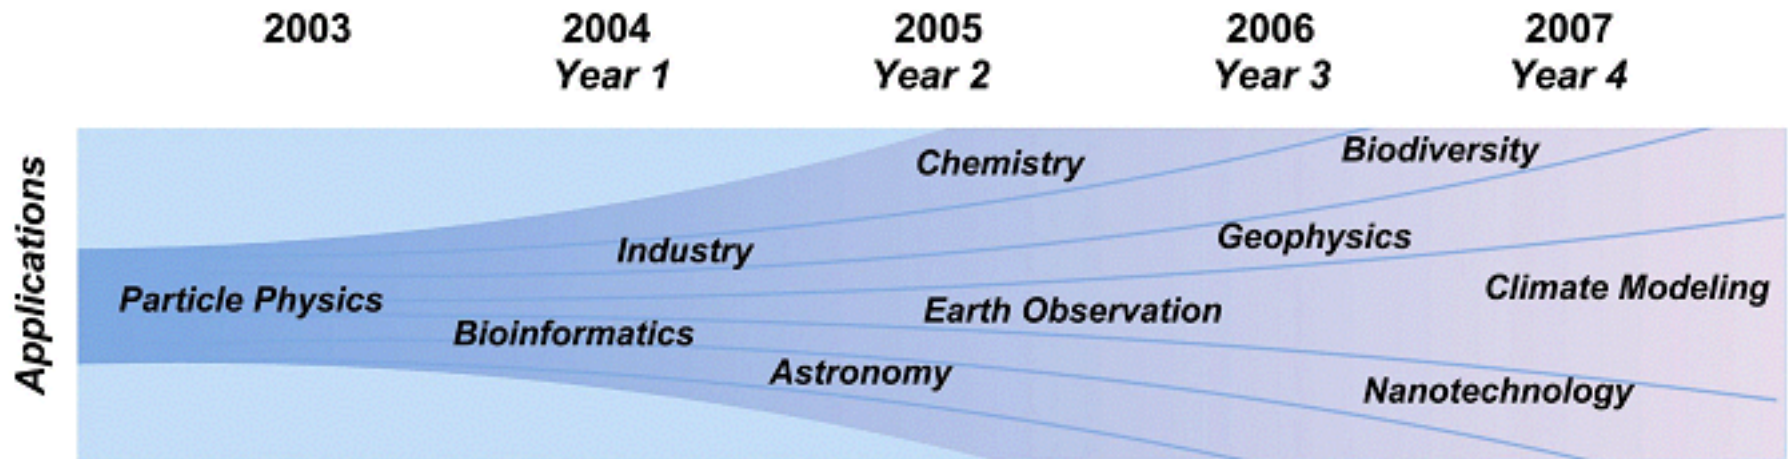 2003 2004 2005 2006 2007
Year 1 Year 2 Year 3 Year 4
Applications
Chemistry
Biodiversity
Industry
Geophysics
Particle Physics
Climate Modeling
Earth Observation
Bioinformatics
Astronomy
Nanotechnology